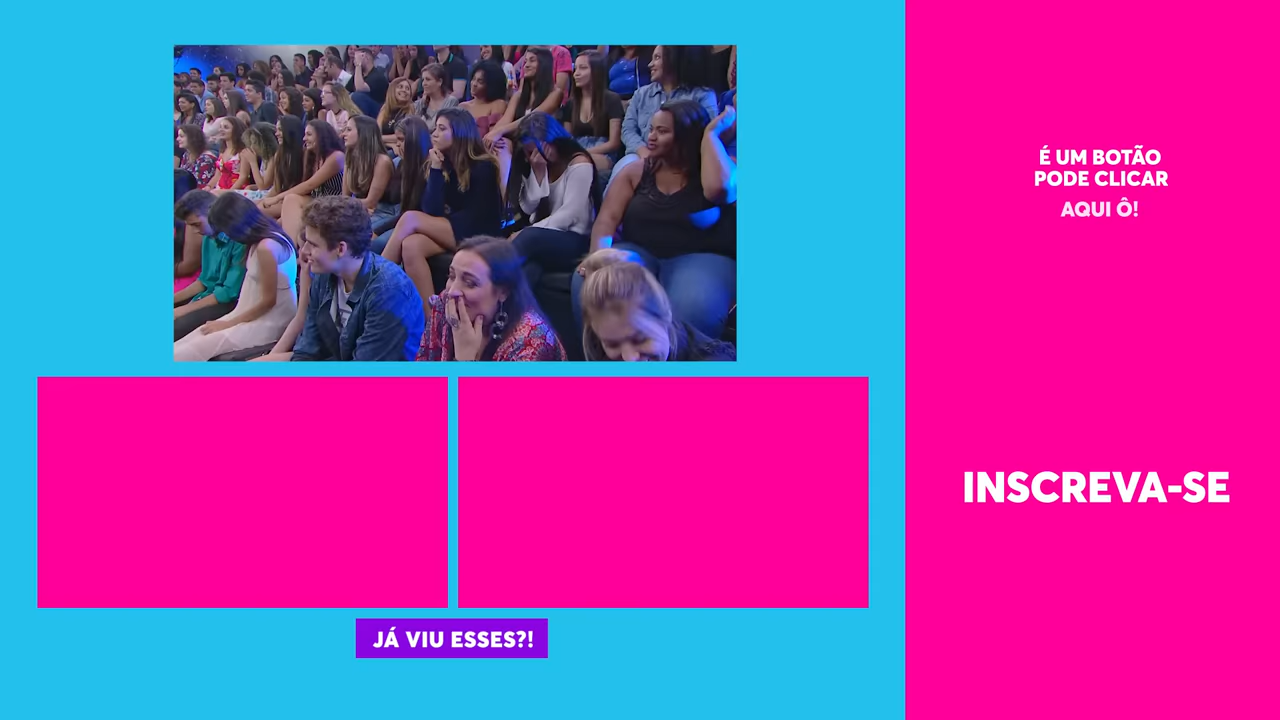 É UM BOTÃO
PODE CLICAR
AQUI Ô!
INSCREVA-SE
JÁ VIU ESSES?!